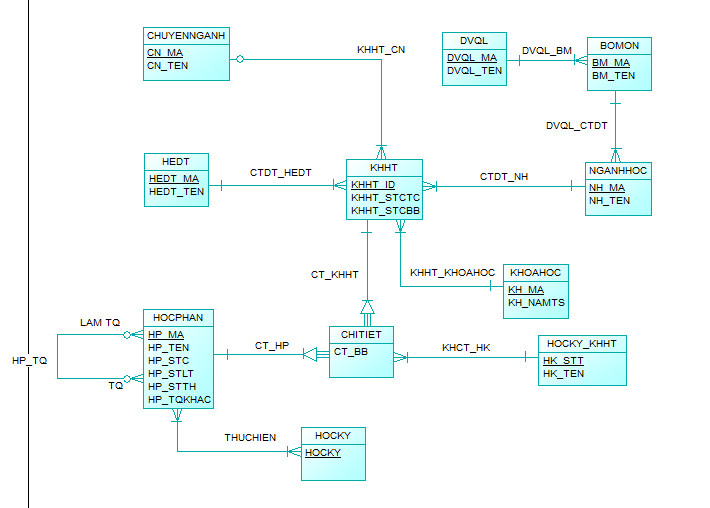 CHUYENNGANH
CN_MA
CN_TEN
KHHT_CN
DVQL
DVQL_MA
DVQL_TEN
DVQL_BM
BOMON
BM_MA
BM_TEN
DVQL_CTDT
HEDT
HEDT_MA
HEDT_TEN
CTDT_HEDT
KHHT
KHHT_ID
KHHT_STCTC
KHHT_STCBB
CTDT_NH
NGANHHOC
NH_MA
NH_TEN
CT_KHHT
KHHT_KHOAHOC
KHOAHOC
KH_MA
KH_NAMTS
HP_TQ
LAM TQ
TQ
HOCPHAN
HP_MA
HP_TEN
HP_STC
HP_STLT
HP_STTH
HP_TQKHAC
CT_HP
CHITIET
CT_BB
KHCT_HK
HOCKY_KHHT
HK_STT
HK_TEN
THUCHIEN
HOCKY
HOCKY